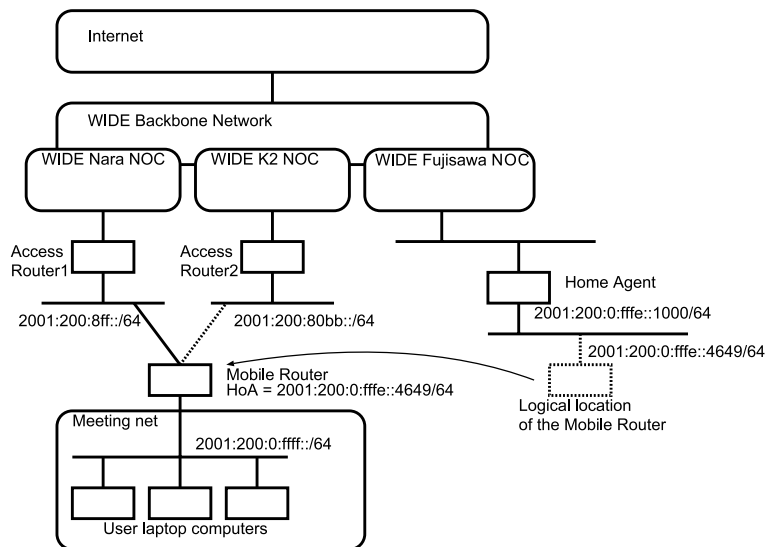 Internet
WIDE Backbone Network
WIDE Nara NOC
WIDE K2 NOC
WIDE Fujisawa NOC
Access
Router1
Access
Router2
Home Agent
2001:200:8ff::/64
2001:200:80bb::/64
2001:200:0:fffe::1000/64
2001:200:0:fffe::4649/64
Mobile Router
HoA = 2001:200:0:fffe::4649/64
Logical location
of the Mobile Router
Meeting net
2001:200:0:ffff::/64
User laptop computers